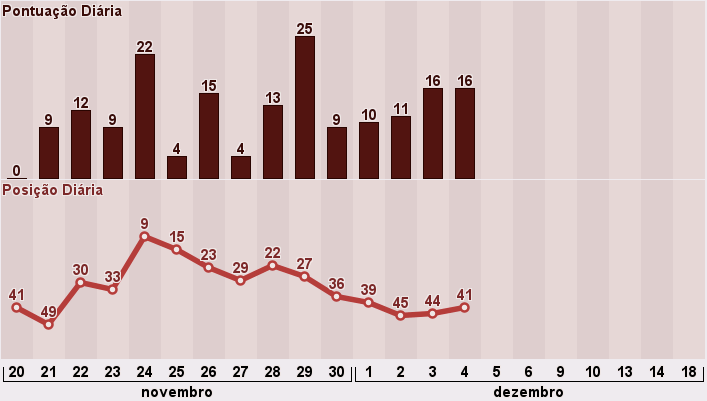 Pontuação Diária
0 9 12 9 22 4 15 4 13 25 9 10 11 16 16
Posição Diária
41 49 30 33 9 15 23 29 22 27 36 39 45 44 41
20 21 22 23 24 25 26 27 28 29 30 1 2 3 4 5 6 9 10 13 14 18
novembro dezembro